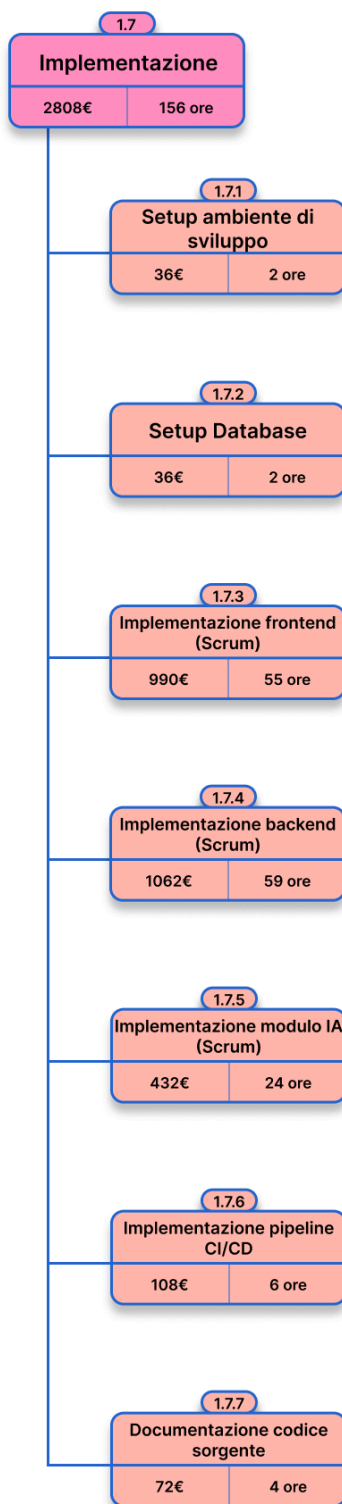 1.7
Implementazione
2808€ 156 ore
1.7.1
Setup ambiente di
sviluppo
36€ 2 ore
1.7.2
Setup Database
36€ 2 ore
1.7.3
Implementazione frontend
(Scrum)
990€ 55 ore
1.7.4
Implementazione backend
(Scrum)
1062€ 59 ore
1.7.5
Implementazione modulo IA
(Scrum)
432€ 24 ore
1.7.6
Implementazione pipeline
CI/CD
108€ 6 ore
1.7.7
Documentazione codice
sorgente
72€ 4 ore